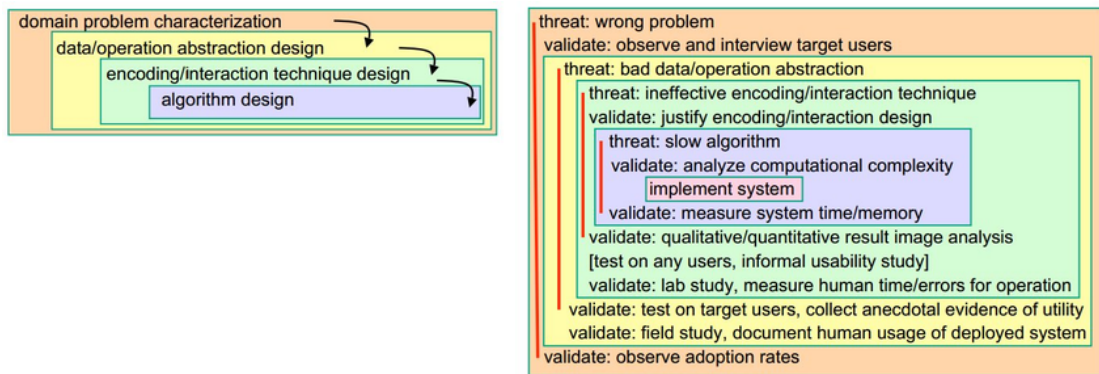 domain problem characterization
data/operation abstraction design
encoding/interaction technique design
algorithm design
threat: wrong problem
validate: observe and interview target users
threat: bad data/operation abstraction
threat: ineffective encoding/interaction technique
validate: justify encoding/interaction design
threat: slow algorithm
validate: analyze computational complexity
implement system
validate: measure system time/memory
validate: qualitative/quantitative result image analysis
[test on any users, informal usability study]
validate: lab study, measure human time/errors for operation
validate: test on target users, collect anecdotal evidence of utility
validate: field study, document human usage of deployed system
validate: observe adoption rates